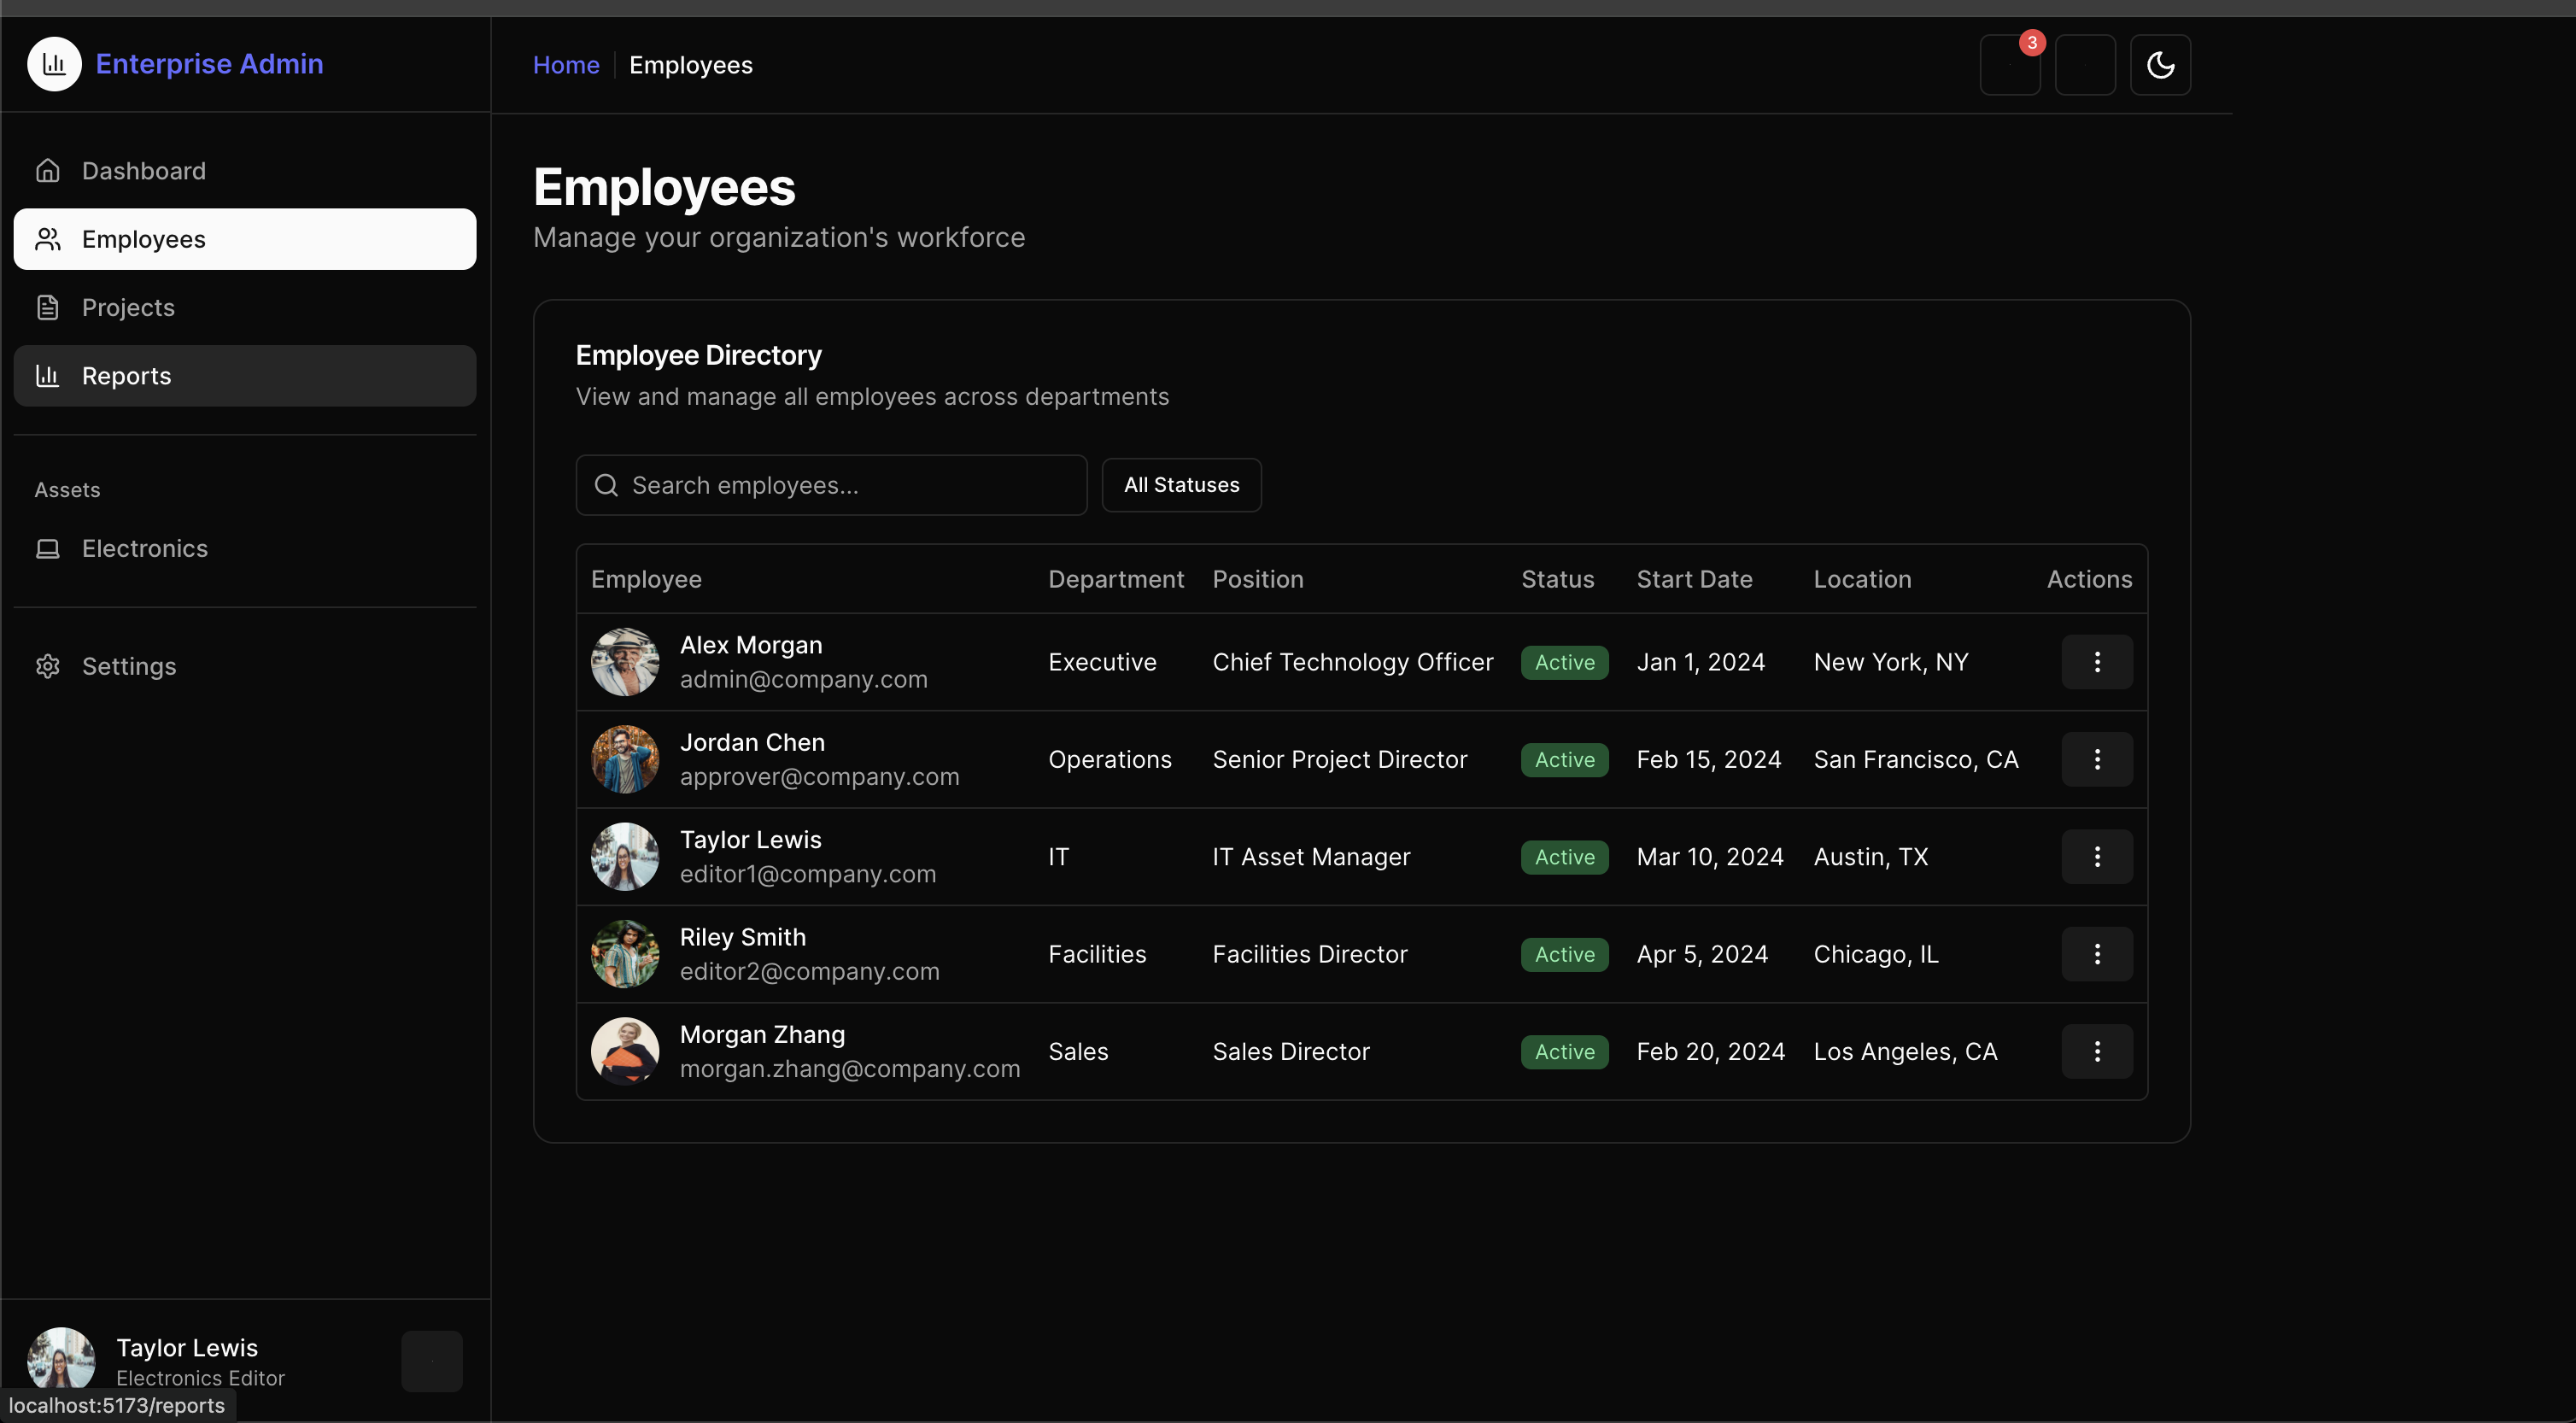 Enterprise Admin
Dashboard
Employees
Projects
Reports
Assets
Electronics
Settings
Taylor Lewis
Electronics Editor
localhost:5173/reports
Home
Employees
3
Employees
Manage your organization's workforce
Employee Directory
View and manage all employees across departments
Search employees...
All Statuses
Employee Department Position Status Start Date Location Actions
Alex Morgan
admin@company.com
Executive Chief Technology Officer Active Jan 1, 2024 New York, NY
Jordan Chen
approver@company.com
Operations Senior Project Director Active Feb 15, 2024 San Francisco, CA
Taylor Lewis
editor1@company.com
IT IT Asset Manager Active Mar 10, 2024 Austin, TX
Riley Smith
editor2@company.com
Facilities Facilities Director Active Apr 5, 2024 Chicago, IL
Morgan Zhang
morgan.zhang@company.com
Sales Sales Director Active Feb 20, 2024 Los Angeles, CA